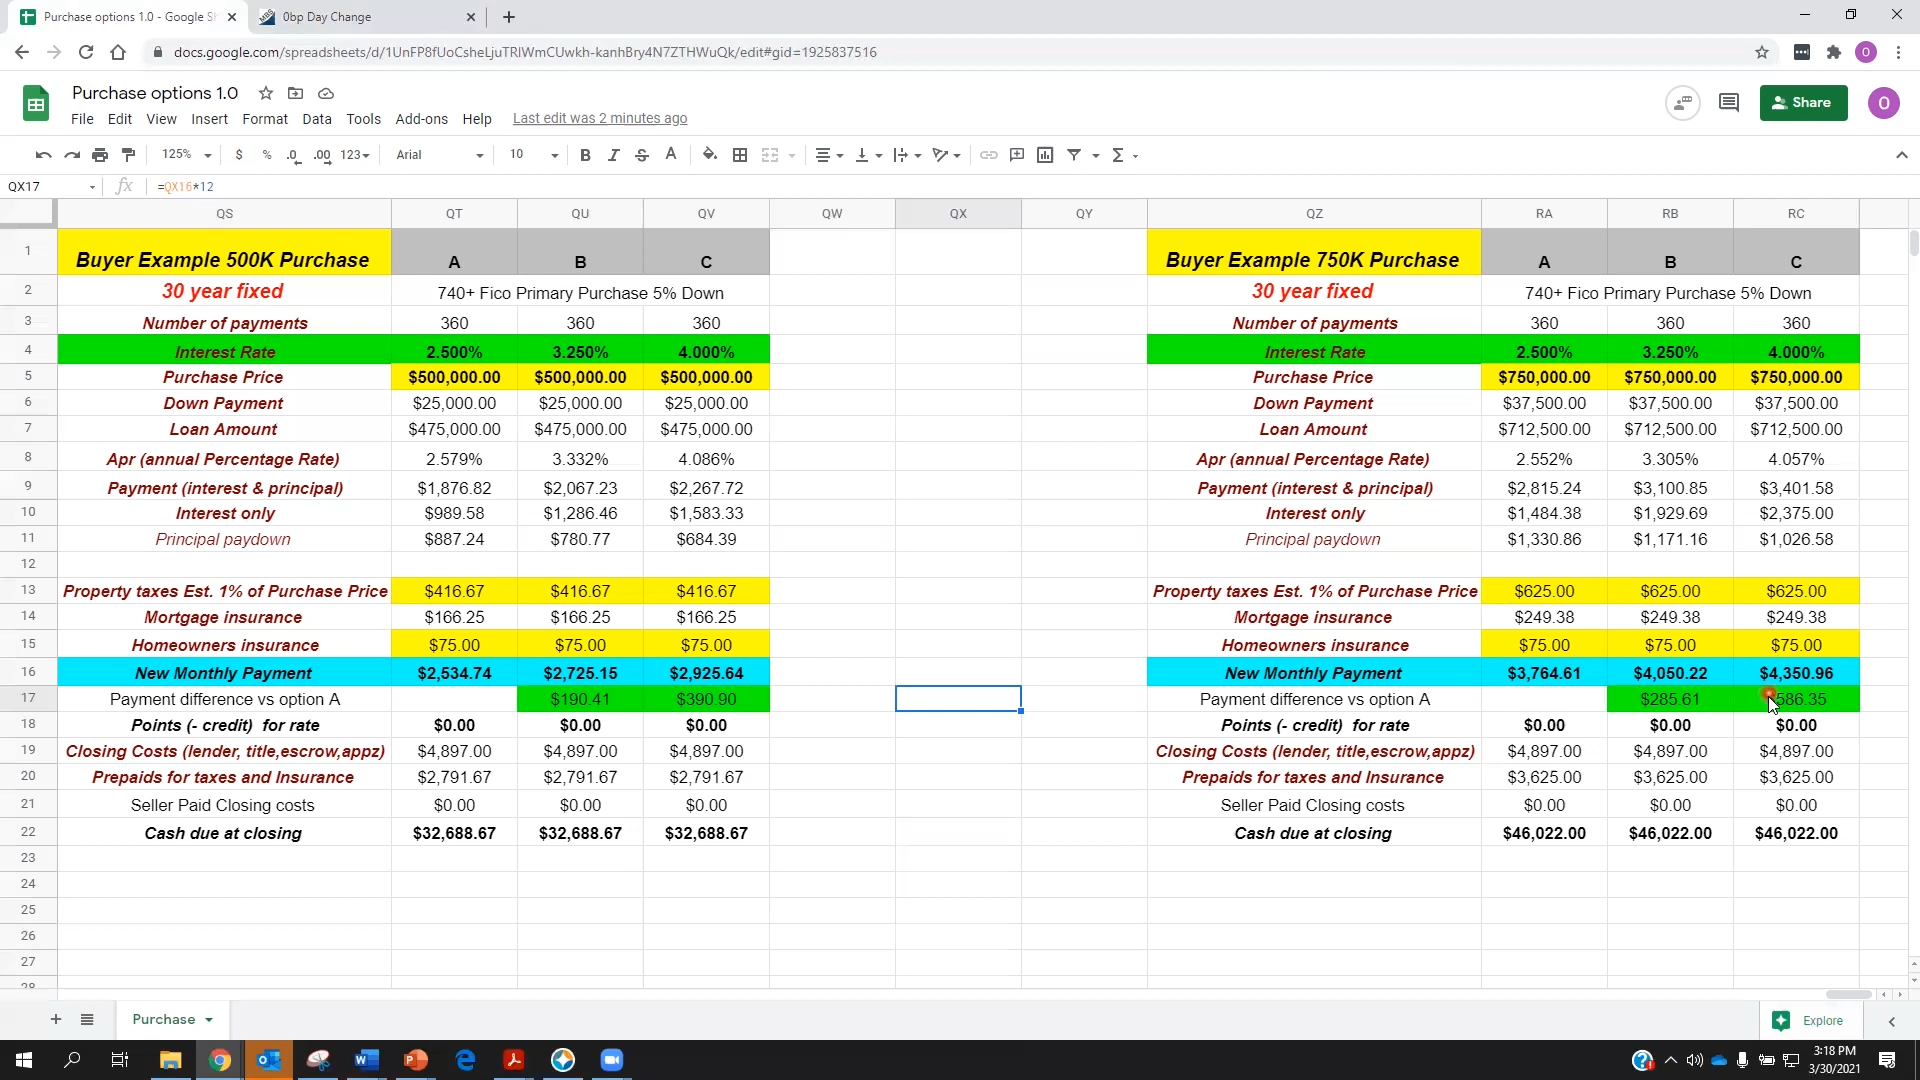 Purchase options 1.0 - Google Sh
0bp Day Change
docs.google.com/spreadsheets/d/1UnFP8fUoCsheLjuTRlWmCUwkh-kanhBry4N7ZTHWuQk/edit#gid=1925837516
Purchase options 1.0
Share
File Edit View Insert Format Data Tools Add-ons Help Last edit was 2 minutes ago
125% $ % .0 .00 123 Arial 10 B I S A
QX17 fx =QX16*12
QS QT QU QV QW QX QY QZ RA RB RC
1 Buyer Example 500K Purchase A B C Buyer Example 750K Purchase A B C
2 30 year fixed 740+ Fico Primary Purchase 5% Down 30 year fixed 740+ Fico Primary Purchase 5% Down
3 Number of payments 360 360 360 Number of payments 360 360 360
4 Interest Rate 2.500% 3.250% 4.000% Interest Rate 2.500% 3.250% 4.000%
5 Purchase Price $500,000.00 $500,000.00 $500,000.00 Purchase Price $750,000.00 $750,000.00 $750,000.00
6 Down Payment $25,000.00 $25,000.00 $25,000.00 Down Payment $37,500.00 $37,500.00 $37,500.00
7 Loan Amount $475,000.00 $475,000.00 $475,000.00 Loan Amount $712,500.00 $712,500.00 $712,500.00
8 Apr (annual Percentage Rate) 2.579% 3.332% 4.086% Apr (annual Percentage Rate) 2.552% 3.305% 4.057%
9 Payment (interest & principal) $1,876.82 $2,067.23 $2,267.72 Payment (interest & principal) $2,815.24 $3,100.85 $3,401.58
10 Interest only $989.58 $1,286.46 $1,583.33 Interest only $1,484.38 $1,929.69 $2,375.00
11 Principal paydown $887.24 $780.77 $684.39 Principal paydown $1,330.86 $1,171.16 $1,026.58
12
13 Property taxes Est. 1% of Purchase Price $416.67 $416.67 $416.67 Property taxes Est. 1% of Purchase Price $625.00 $625.00 $625.00
14 Mortgage insurance $166.25 $166.25 $166.25 Mortgage insurance $249.38 $249.38 $249.38
15 Homeowners insurance $75.00 $75.00 $75.00 Homeowners insurance $75.00 $75.00 $75.00
16 New Monthly Payment $2,534.74 $2,725.15 $2,925.64 New Monthly Payment $3,764.61 $4,050.22 $4,350.96
17 Payment difference vs option A $190.41 $390.90 Payment difference vs option A $285.61 586.35
18 Points (- credit) for rate $0.00 $0.00 $0.00 Points (- credit) for rate $0.00 $0.00 $0.00
19 Closing Costs (lender, title,escrow,appz) $4,897.00 $4,897.00 $4,897.00 Closing Costs (lender, title,escrow,appz) $4,897.00 $4,897.00 $4,897.00
20 Prepaids for taxes and Insurance $2,791.67 $2,791.67 $2,791.67 Prepaids for taxes and Insurance $3,625.00 $3,625.00 $3,625.00
21 Seller Paid Closing costs $0.00 $0.00 $0.00 Seller Paid Closing costs $0.00 $0.00 $0.00
22 Cash due at closing $32,688.67 $32,688.67 $32,688.67 Cash due at closing $46,022.00 $46,022.00 $46,022.00
23
24
25
26
27
28
Purchase
Explore
3:18 PM
3/30/2021